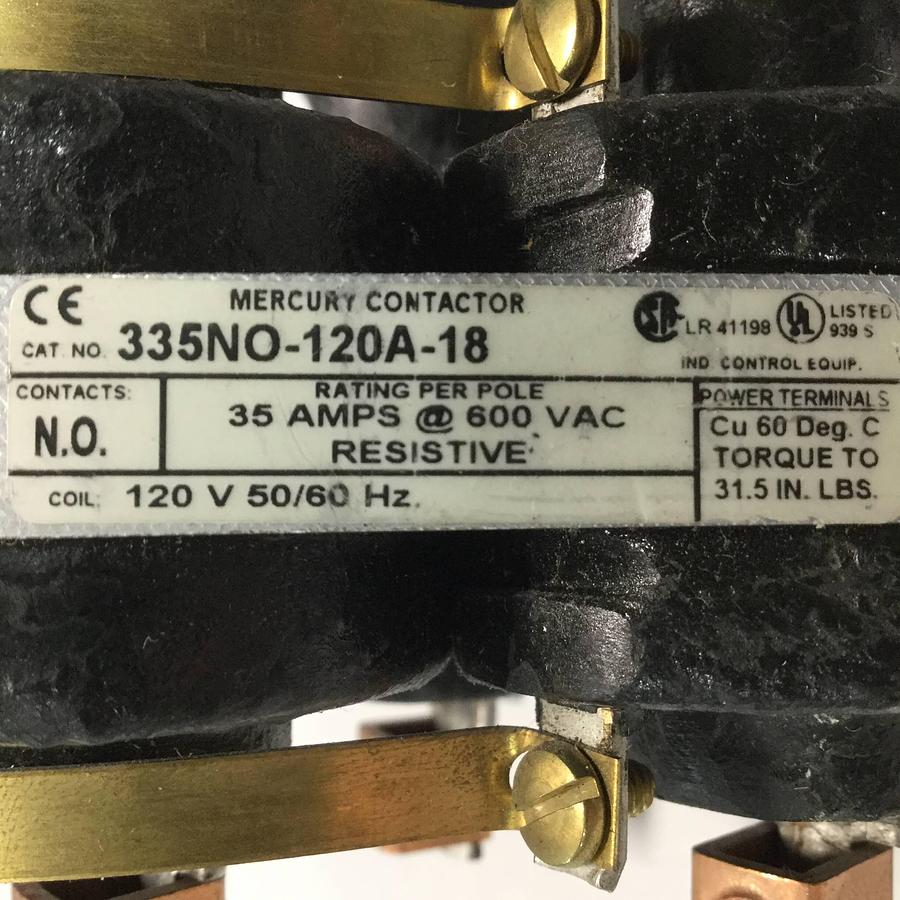 CE MERCURY CONTACTOR
CAT. NO. 335NO-120A-18
SA LR 41198 UL LISTED 939 S
IND. CONTROL EQUIP.
CONTACTS:
N.O.
RATING PER POLE
35 AMPS @ 600 VAC
RESISTIVE
POWER TERMINALS
Cu 60 Deg. C
TORQUE TO
31.5 IN. LBS.
COIL: 120 V 50/60 Hz.